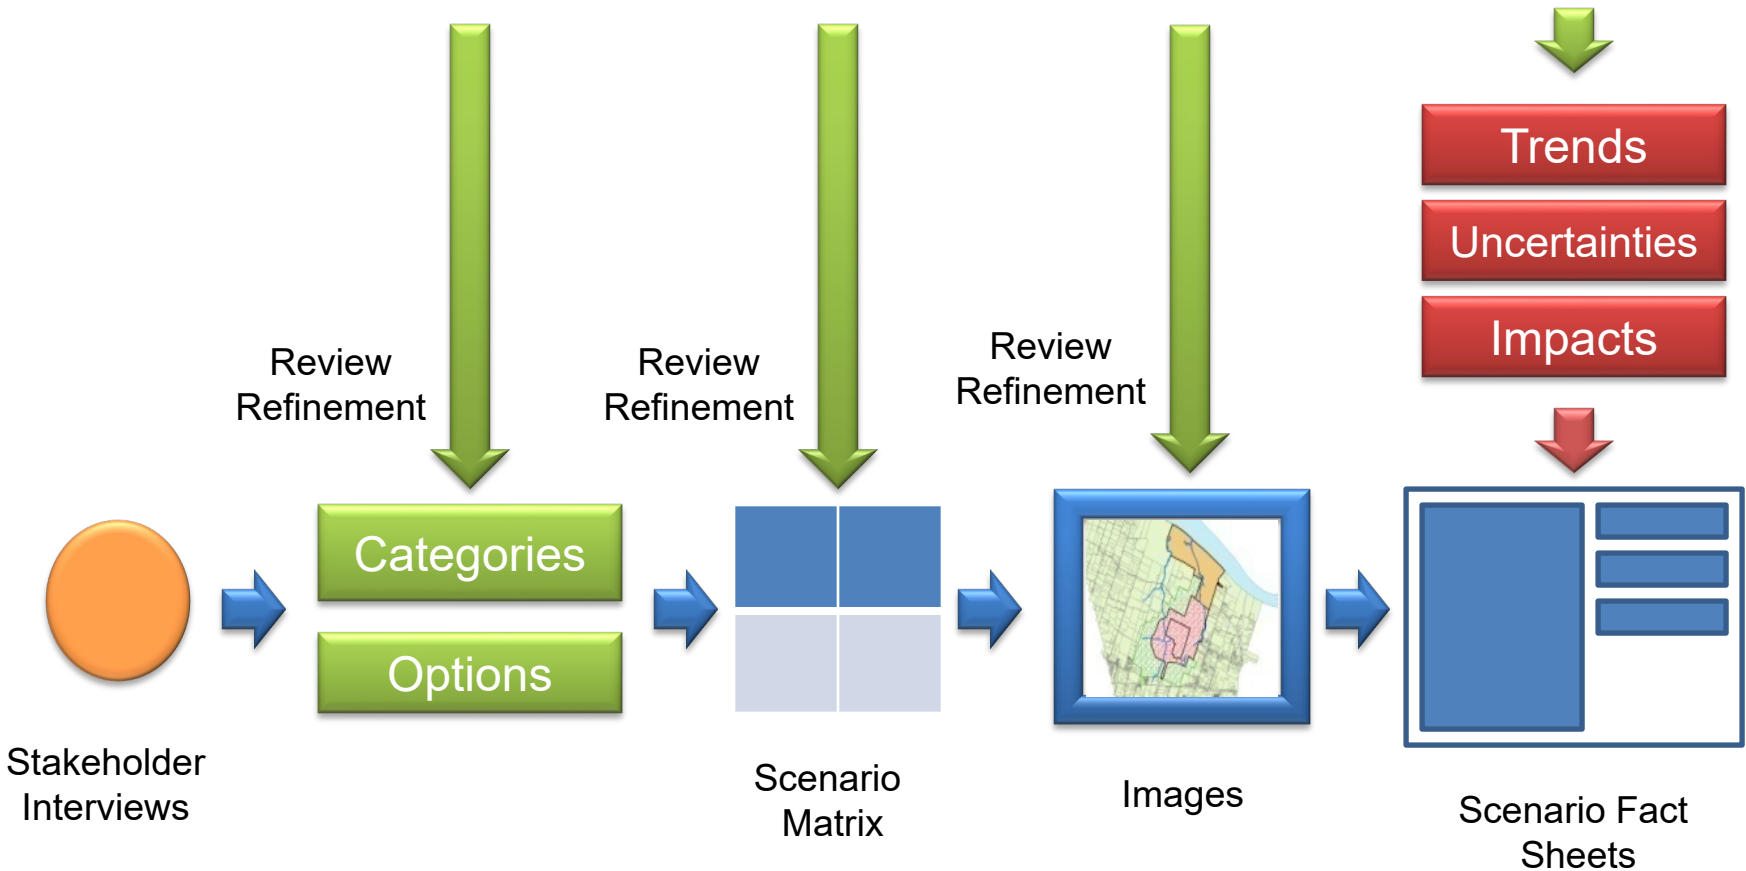 Trends
Uncertainties
Impacts
Review
Refinement
Review
Refinement
Review
Refinement
Categories
Options
Stakeholder
Interviews
Scenario
Matrix
Images
Scenario Fact
Sheets